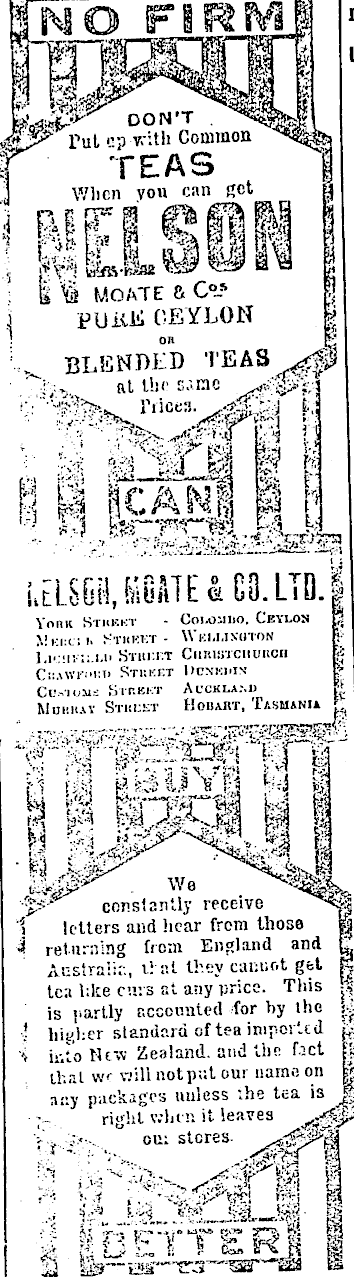 NO FIRM
DON'T
Put up with Common
TEAS
When you can get
NELSON
MOATE & Cos
PURE CEYLON
OR
BLENDED TEAS
at the same
Prices.
CAN
NELSON, MOATE & CO. LTD.
YORK STREET - COLOMBO, CEYLON
MERCER STREET - WELLINGTON
LICHFIELD STREET CHRISTCHURCH
CRAWFORD STREET DUNEDIN
CUSTOMS STREET AUCKLAND
MURRAY STREET HOBART, TASMANIA
BUY
We
constantly receive
letters and hear from those
returning from England and
Australia, that they cannot get
tea like ours at any price. This
is partly accounted for by the
higher standard of tea imported
into New Zealand, and the fact
that we will not put our name on
any packages unless the tea is
right when it leaves
our stores.
BETTER